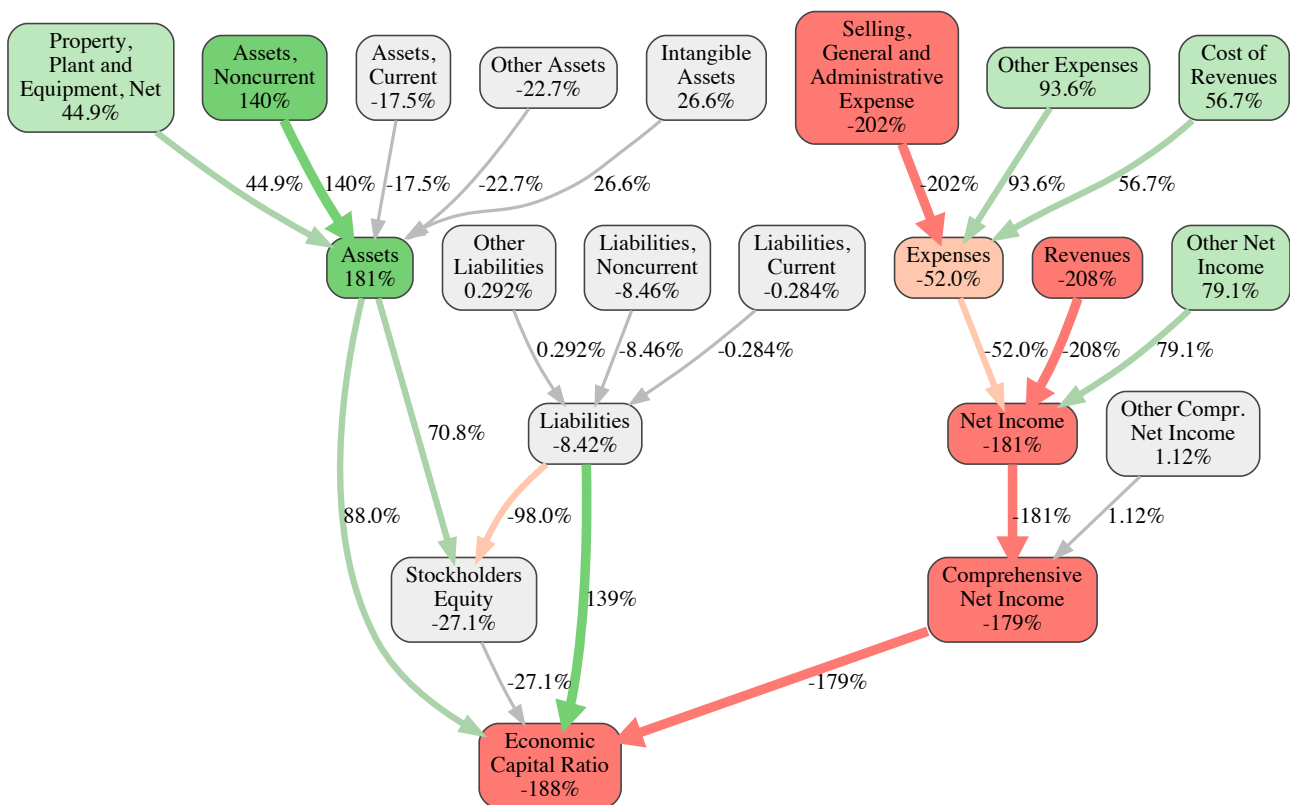 Property,
Plant and
Equipment, Net
44.9%
Assets,
Noncurrent
140%
Assets,
Current
-17.5%
Other Assets
-22.7%
Intangible
Assets
26.6%
Selling,
General and
Administrative
Expense
-202%
Other Expenses
93.6%
Cost of
Revenues
56.7%
44.9%
140%
-17.5%
-22.7%
26.6%
-202%
93.6%
56.7%
Assets
181%
Other
Liabilities
0.292%
Liabilities,
Noncurrent
-8.46%
Liabilities,
Current
-0.284%
Expenses
-52.0%
Revenues
-208%
Other Net
Income
79.1%
0.292%
-8.46%
-0.284%
-52.0%
-208%
79.1%
70.8%
Liabilities
-8.42%
Net Income
-181%
Other Compr.
Net Income
1.12%
88.0%
-98.0%
-181%
1.12%
Stockholders
Equity
-27.1%
139%
Comprehensive
Net Income
-179%
-27.1%
-179%
Economic
Capital Ratio
-188%